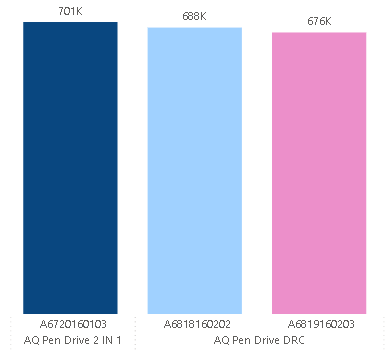 701K
688K
676K
A6720160103
A6818160202
A6819160203
AQ Pen Drive 2 IN 1
AQ Pen Drive DRC